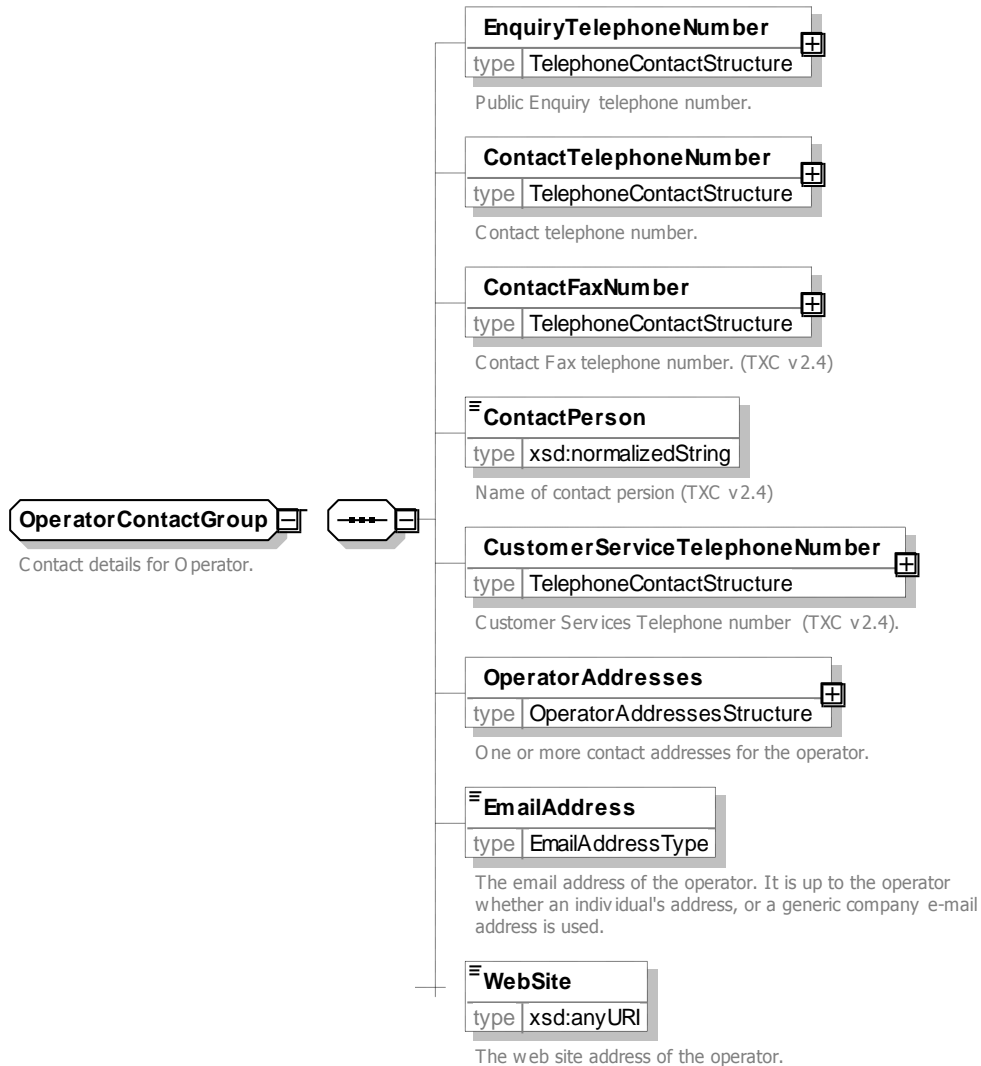 EnquiryTelephoneNumber
type TelephoneContactStructure
Public Enquiry telephone number.
ContactTelephoneNumber
type TelephoneContactStructure
Contact telephone number.
ContactFaxNumber
type TelephoneContactStructure
Contact Fax telephone number. (TXC v2.4)
ContactPerson
type xsd:normalizedString
Name of contact persion (TXC v2.4)
OperatorContactGroup
Contact details for Operator.
CustomerServiceTelephoneNumber
type TelephoneContactStructure
Customer Services Telephone number (TXC v2.4).
OperatorAddresses
type OperatorAddressesStructure
One or more contact addresses for the operator.
EmailAddress
type EmailAddressType
The email address of the operator. It is up to the operator
whether an individual's address, or a generic company e-mail
address is used.
WebSite
type xsd:anyURI
The web site address of the operator.